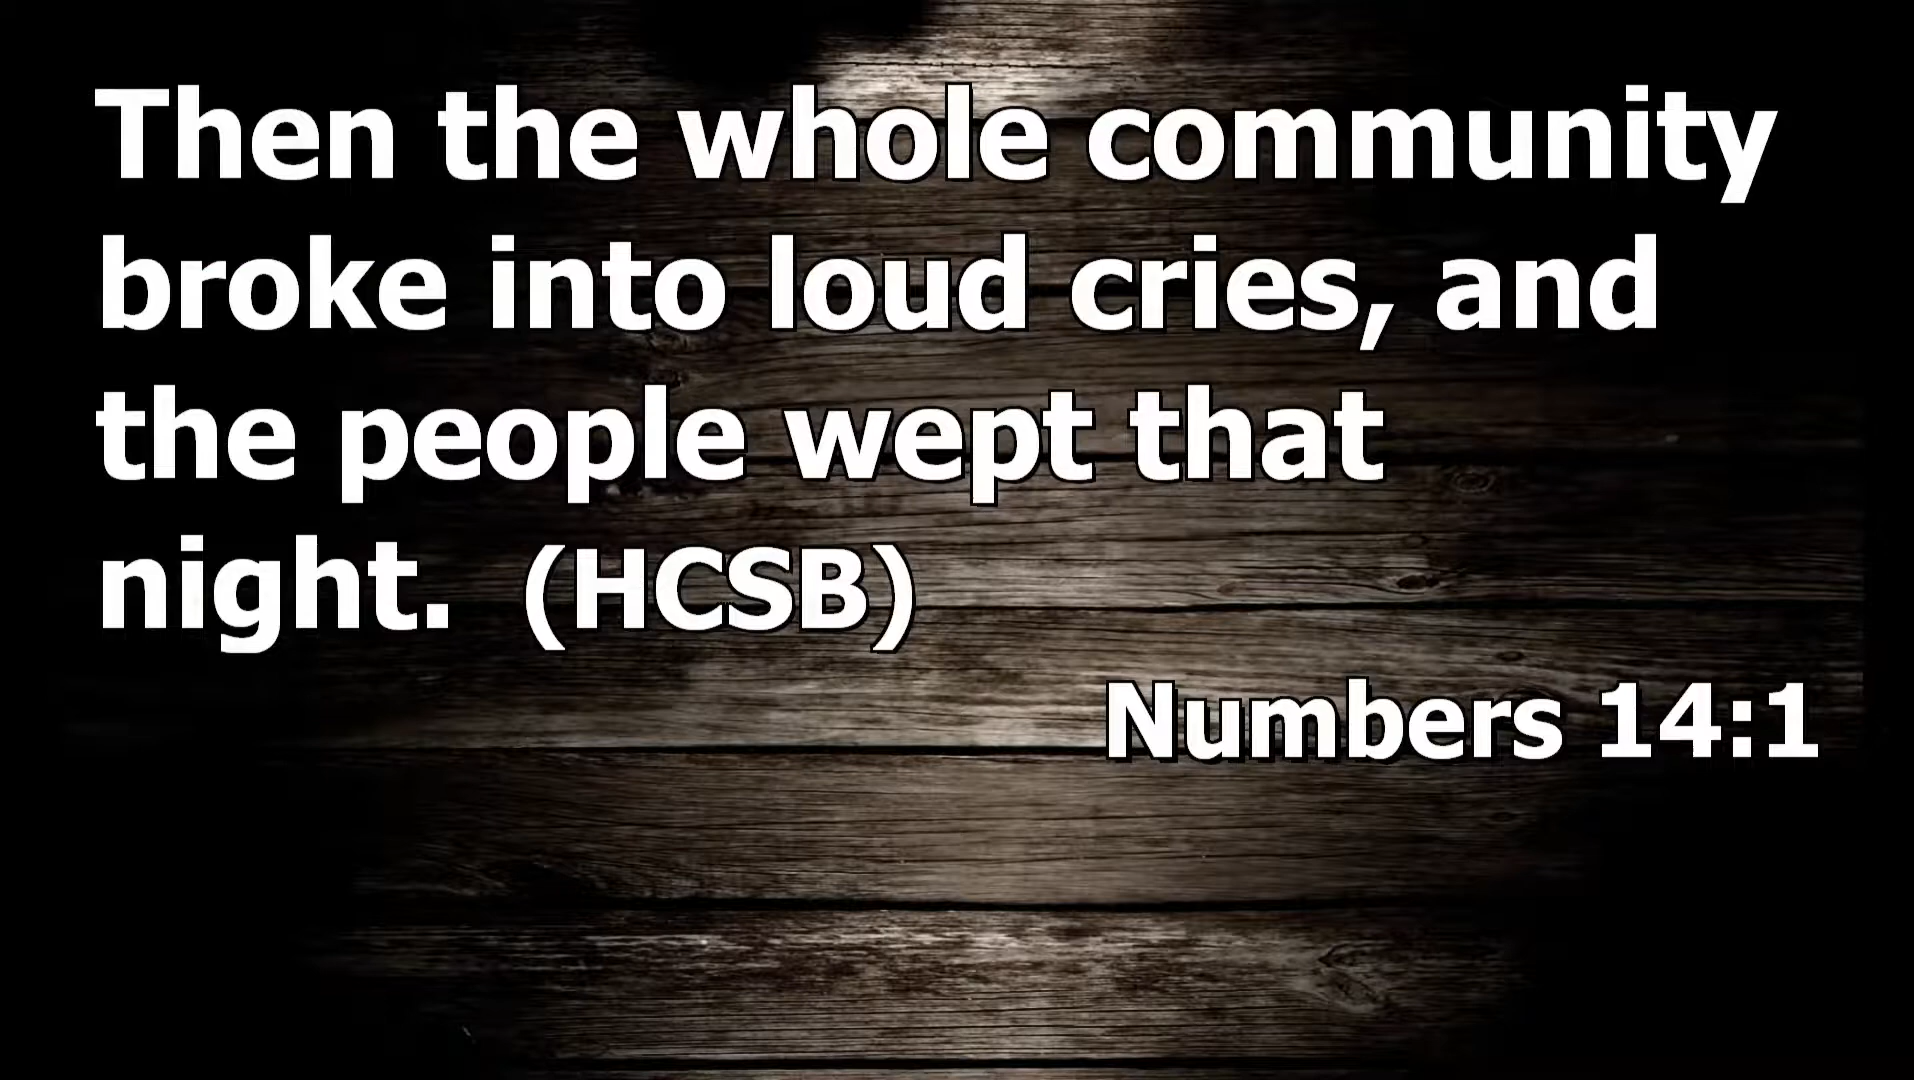 Then the whole community
broke into loud cries, and
the people wept that
night.  (HCSB)
Numbers 14:1